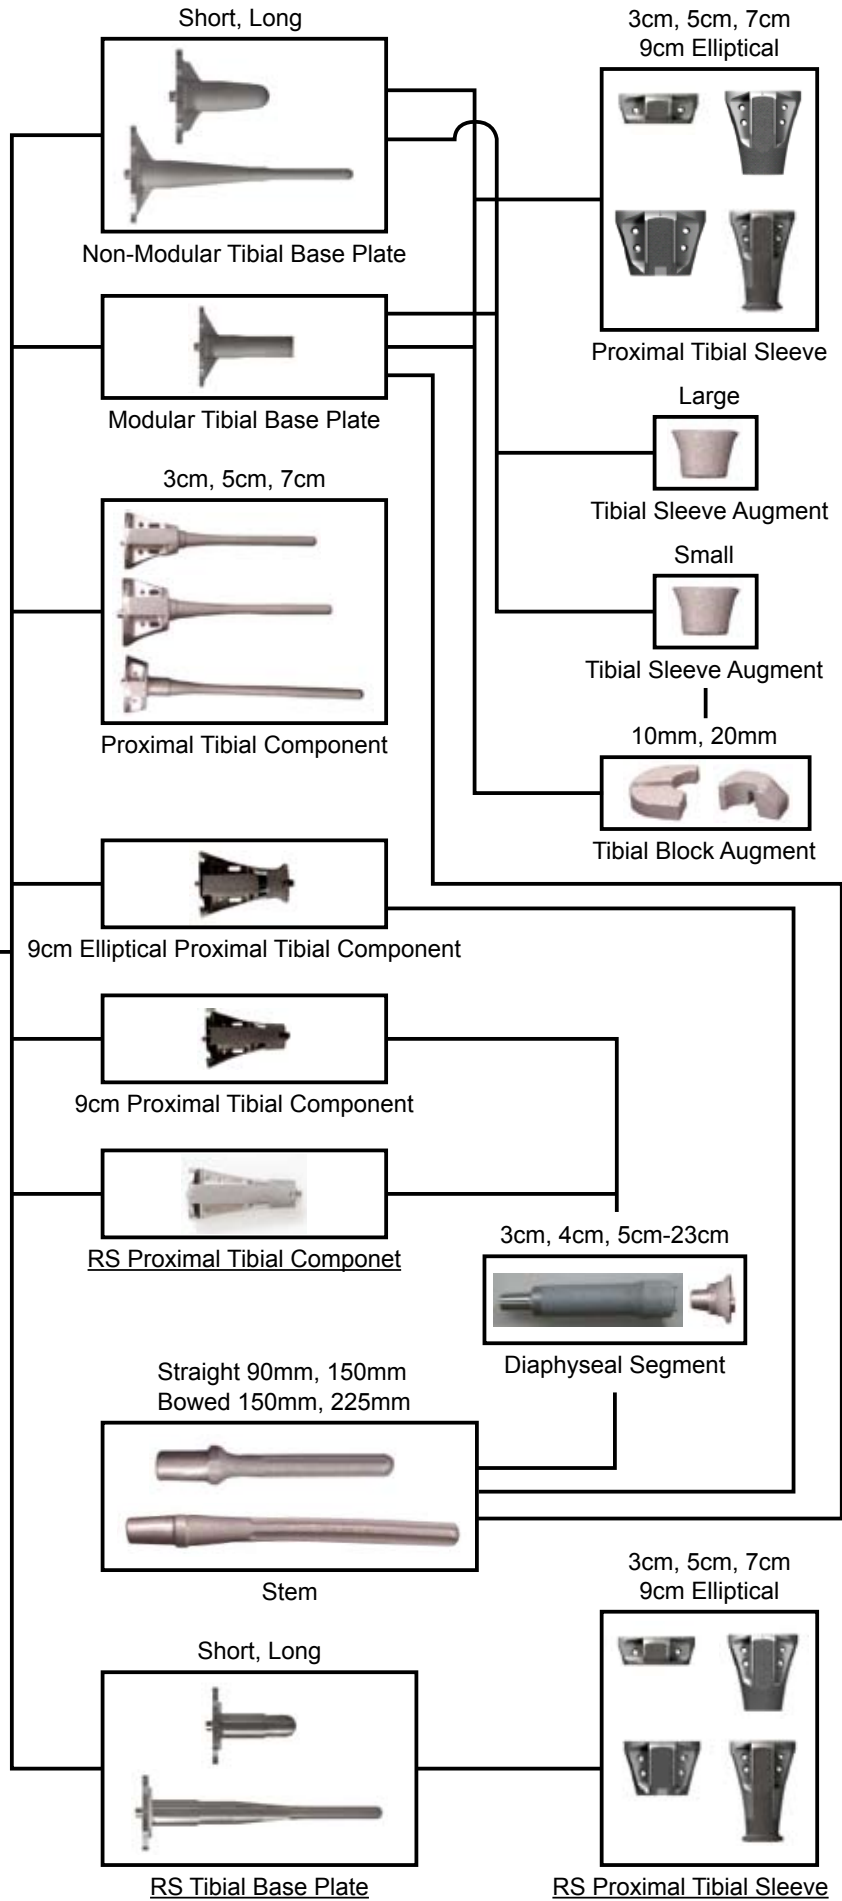 Short, Long
Non-Modular Tibial Base Plate
Modular Tibial Base Plate
3cm, 5cm, 7cm
Proximal Tibial Component
9cm Elliptical Proximal Tibial Component
9cm Proximal Tibial Component
RS Proximal Tibial Componet
3cm, 5cm, 7cm
9cm Elliptical
Proximal Tibial Sleeve
Large
Tibial Sleeve Augment
Small
Tibial Sleeve Augment
10mm, 20mm
Tibial Block Augment
3cm, 4cm, 5cm-23cm
Diaphyseal Segment
Straight 90mm, 150mm
Bowed 150mm, 225mm
Stem
Short, Long
RS Tibial Base Plate
3cm, 5cm, 7cm
9cm Elliptical
RS Proximal Tibial Sleeve